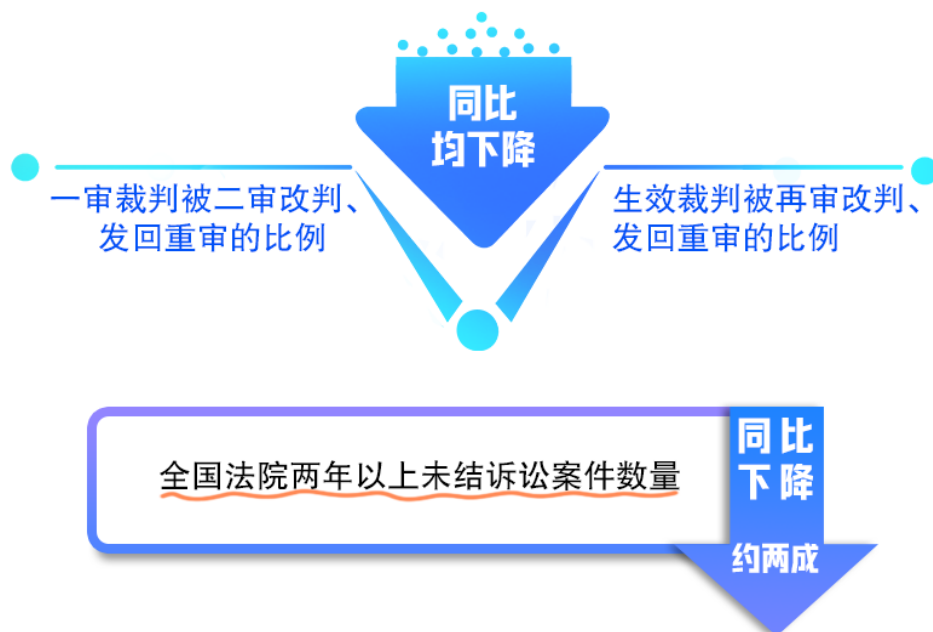 同比
均下降
一审裁判被二审改判、
发回重审的比例
生效裁判被再审改判、
发回重审的比例
全国法院两年以上未结诉讼案件数量
同比
下降
约两成